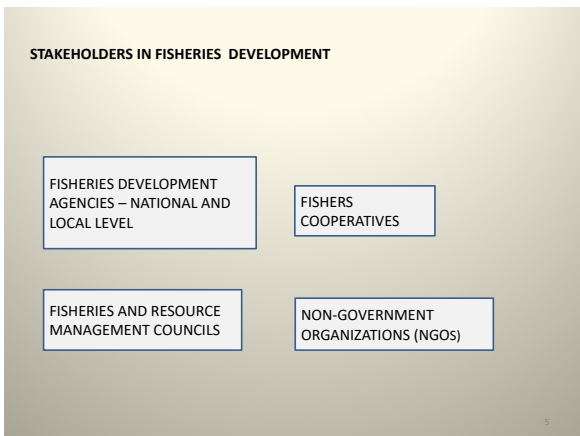 STAKEHOLDERS IN FISHERIES  DEVELOPMENT
FISHERIES DEVELOPMENT
AGENCIES – NATIONAL AND
LOCAL LEVEL
FISHERS
COOPERATIVES
FISHERIES AND RESOURCE
MANAGEMENT COUNCILS
NON-GOVERNMENT
ORGANIZATIONS (NGOs)
5